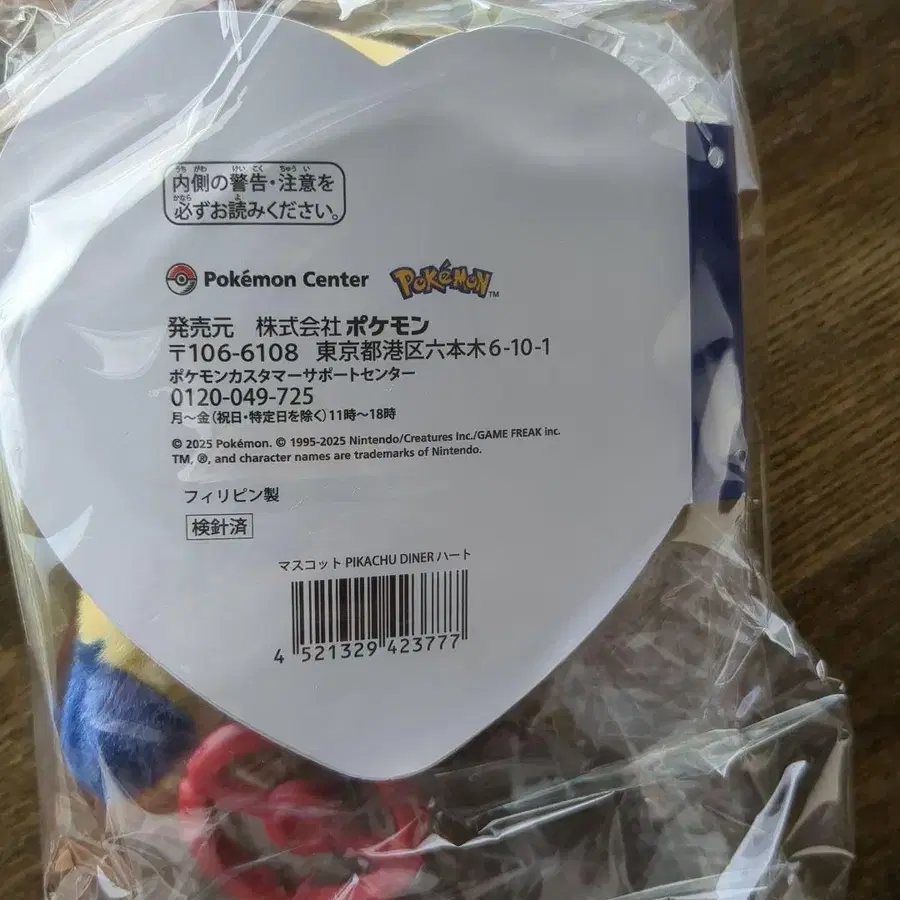 内側の警告・注意を
必ずお読みください。
Pokémon Center POKÉMON™
発売元 株式会社ポケモン
〒106-6108 東京都港区六本木6-10-1
ポケモンカスタマーサポートセンター
0120-049-725
月〜金(祝日・特定日を除く)11時〜18時
© 2025 Pokémon. © 1995-2025 Nintendo/Creatures Inc./GAME FREAK inc.
TM, ®, and character names are trademarks of Nintendo.
フィリピン製
検針済
マスコット PIKACHU DINER ハート
4 521329 423777